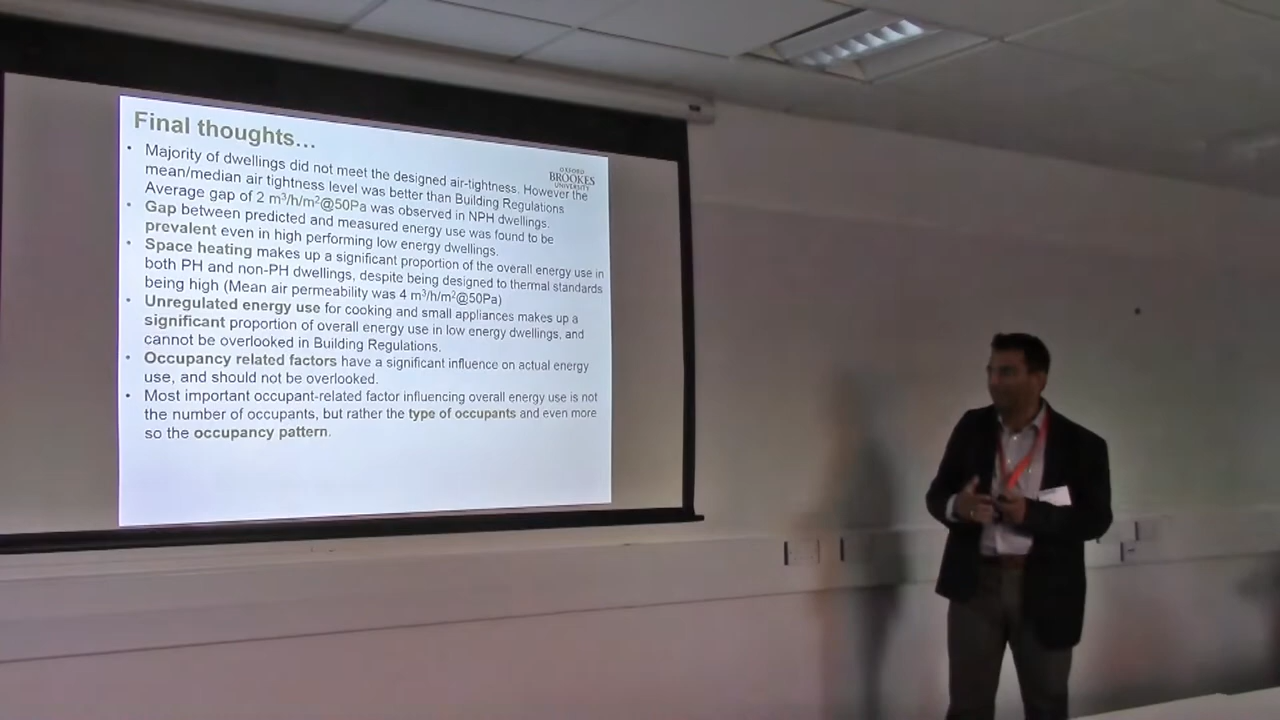 Final thoughts...
OXFORD
BROOKES
UNIVERSITY
• Majority of dwellings did not meet the designed air-tightness. However the
mean/median air tightness level was better than Building Regulations
Average gap of 2 m³/h/m²@50Pa was observed in NPH dwellings.
• Gap between predicted and measured energy use was found to be
prevalent even in high performing low energy dwellings.
• Space heating makes up a significant proportion of the overall energy use in
both PH and non-PH dwellings, despite being designed to thermal standards
being high (Mean air permeability was 4 m³/h/m²@50Pa)
• Unregulated energy use for cooking and small appliances makes up a
significant proportion of overall energy use in low energy dwellings, and
cannot be overlooked in Building Regulations.
• Occupancy related factors have a significant influence on actual energy
use, and should not be overlooked.
• Most important occupant-related factor influencing overall energy use is not
the number of occupants, but rather the type of occupants and even more
so the occupancy pattern.